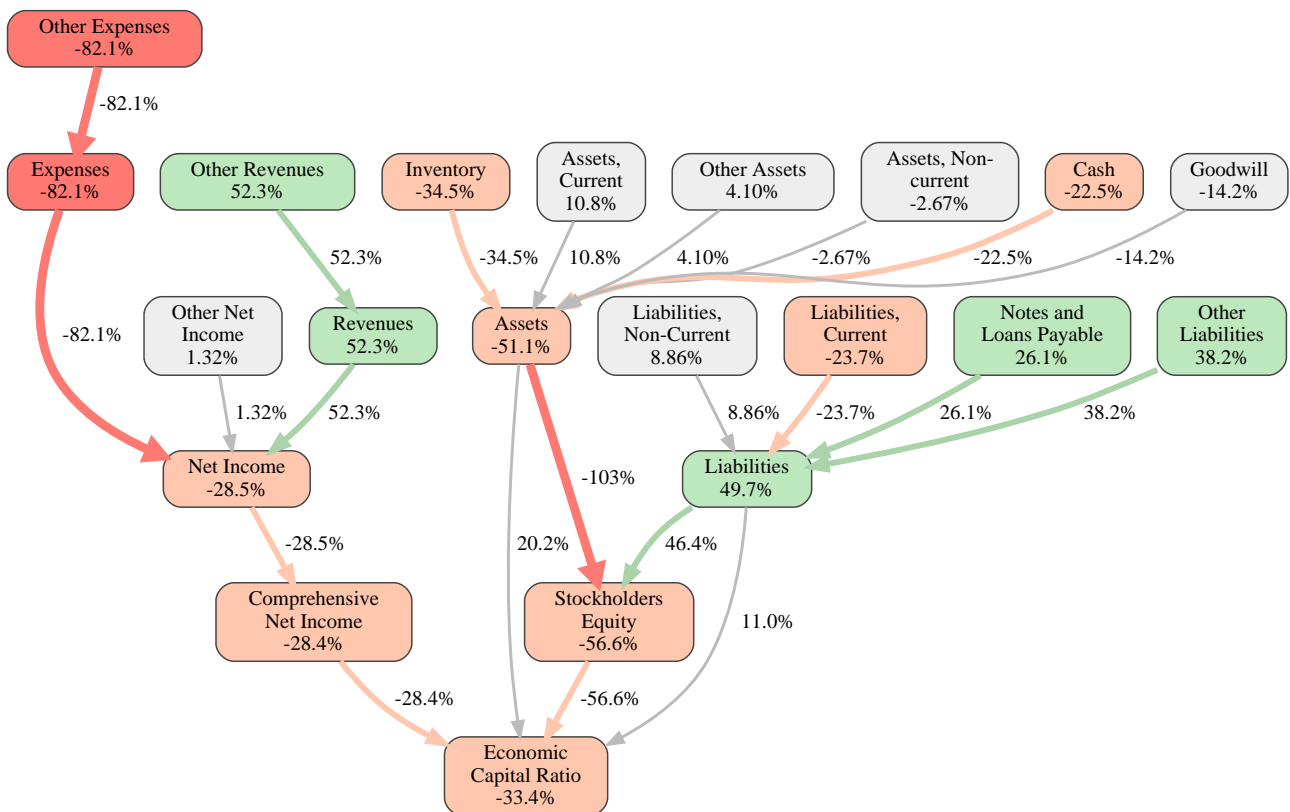 Other Expenses
-82.1%
-82.1%
Expenses
-82.1%
Other Revenues
52.3%
Inventory
-34.5%
Assets,
Current
10.8%
Other Assets
4.10%
Assets, Non-
current
-2.67%
Cash
-22.5%
Goodwill
-14.2%
52.3%
-34.5%
10.8%
4.10%
-2.67%
-22.5%
-14.2%
-82.1%
Other Net
Income
1.32%
Revenues
52.3%
Assets
-51.1%
Liabilities,
Non-Current
8.86%
Liabilities,
Current
-23.7%
Notes and
Loans Payable
26.1%
Other
Liabilities
38.2%
1.32%
52.3%
8.86%
-23.7%
26.1%
38.2%
Net Income
-28.5%
-103%
Liabilities
49.7%
-28.5%
20.2%
46.4%
Comprehensive
Net Income
-28.4%
Stockholders
Equity
-56.6%
11.0%
-28.4%
-56.6%
Economic
Capital Ratio
-33.4%